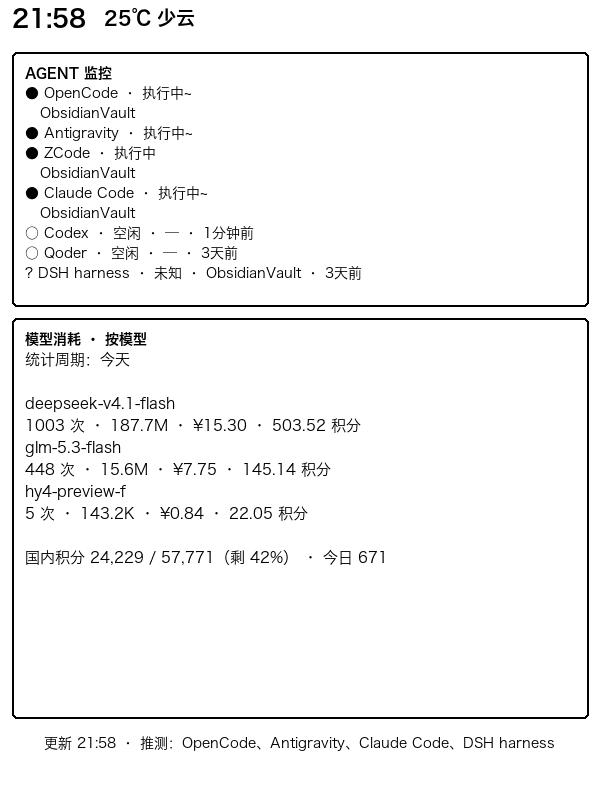 21:58 25℃ 少云
AGENT 监控
● OpenCode · 执行中~
ObsidianVault
● Antigravity · 执行中~
● ZCode · 执行中
ObsidianVault
● Claude Code · 执行中~
ObsidianVault
○ Codex · 空闲 · — · 1分钟前
○ Qoder · 空闲 · — · 3天前
? DSH harness · 未知 · ObsidianVault · 3天前
模型消耗 · 按模型
统计周期：今天
deepseek-v4.1-flash
1003 次 · 187.7M · ¥15.30 · 503.52 积分
glm-5.3-flash
448 次 · 15.6M · ¥7.75 · 145.14 积分
hy4-preview-f
5 次 · 143.2K · ¥0.84 · 22.05 积分
国内积分 24,229 / 57,771（剩 42%） · 今日 671
更新 21:58 · 推测：OpenCode、Antigravity、Claude Code、DSH harness